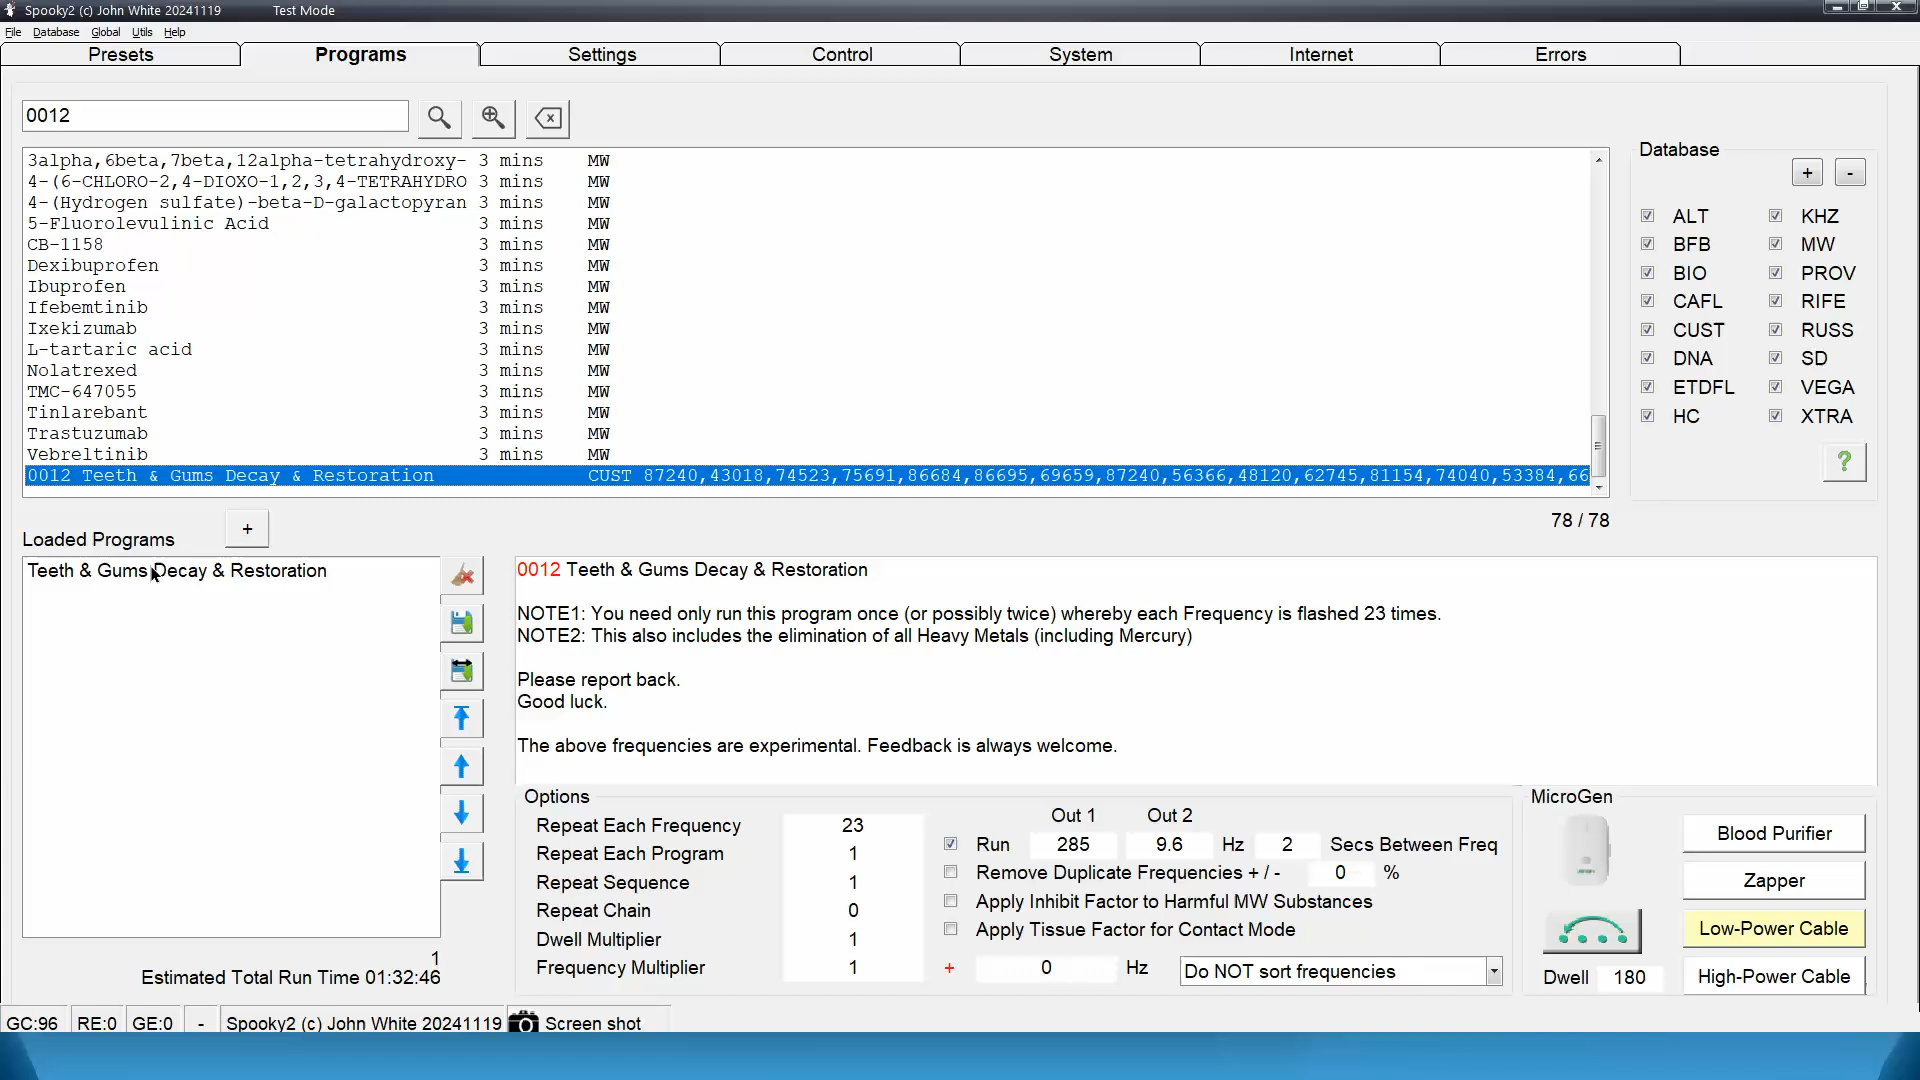 Spooky2 (c) John White 20241119 Test Mode
File Database Global Utils Help
Presets Programs Settings Control System Internet Errors
0012
3alpha,6beta,7beta,12alpha-tetrahydroxy- 3 mins MW
4-(6-CHLORO-2,4-DIOXO-1,2,3,4-TETRAHYDRO 3 mins MW
4-(Hydrogen sulfate)-beta-D-galactopyran 3 mins MW
5-Fluorolevulinic Acid 3 mins MW
CB-1158 3 mins MW
Dexibuprofen 3 mins MW
Ibuprofen 3 mins MW
Ifebemtinib 3 mins MW
Ixekizumab 3 mins MW
L-tartaric acid 3 mins MW
Nolatrexed 3 mins MW
TMC-647055 3 mins MW
Tinlarebant 3 mins MW
Trastuzumab 3 mins MW
Vebreltinib 3 mins MW
0012 Teeth & Gums Decay & Restoration CUST 87240,43018,74523,75691,86684,86695,69659,87240,56366,48120,62745,81154,74040,53384,66
78 / 78
Database
+ -
ALT KHZ
BFB MW
BIO PROV
CAFL RIFE
CUST RUSS
DNA SD
ETDFL VEGA
HC XTRA
?
Loaded Programs +
Teeth & Gums Decay & Restoration
1
Estimated Total Run Time 01:32:46
0012 Teeth & Gums Decay & Restoration
NOTE1: You need only run this program once (or possibly twice) whereby each Frequency is flashed 23 times.
NOTE2: This also includes the elimination of all Heavy Metals (including Mercury)
Please report back.
Good luck.
The above frequencies are experimental. Feedback is always welcome.
Options
Repeat Each Frequency 23
Repeat Each Program 1
Repeat Sequence 1
Repeat Chain 0
Dwell Multiplier 1
Frequency Multiplier 1
Out 1 Out 2
Run 285 9.6 Hz 2 Secs Between Freq
Remove Duplicate Frequencies + / - 0 %
Apply Inhibit Factor to Harmful MW Substances
Apply Tissue Factor for Contact Mode
+ 0 Hz Do NOT sort frequencies
MicroGen
Blood Purifier
Zapper
Low-Power Cable
Dwell 180 High-Power Cable
GC:96 RE:0 GE:0 - Spooky2 (c) John White 20241119 Screen shot